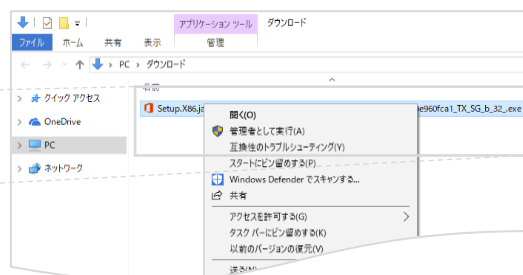 アプリケーション ツール ダウンロード
ファイル ホーム 共有 表示 管理
PC › ダウンロード
名前
クイック アクセス
Setup.X86.ja e960fca1_TX_SG_b_32_.exe
開く(O)
OneDrive
管理者として実行(A)
PC
互換性のトラブルシューティング(Y)
スタートにピン留めする(P)
ネットワーク
Windows Defender でスキャンする...
共有
アクセスを許可する(G)
タスク バーにピン留めする(K)
以前のバージョンの復元(V)
送る(N)